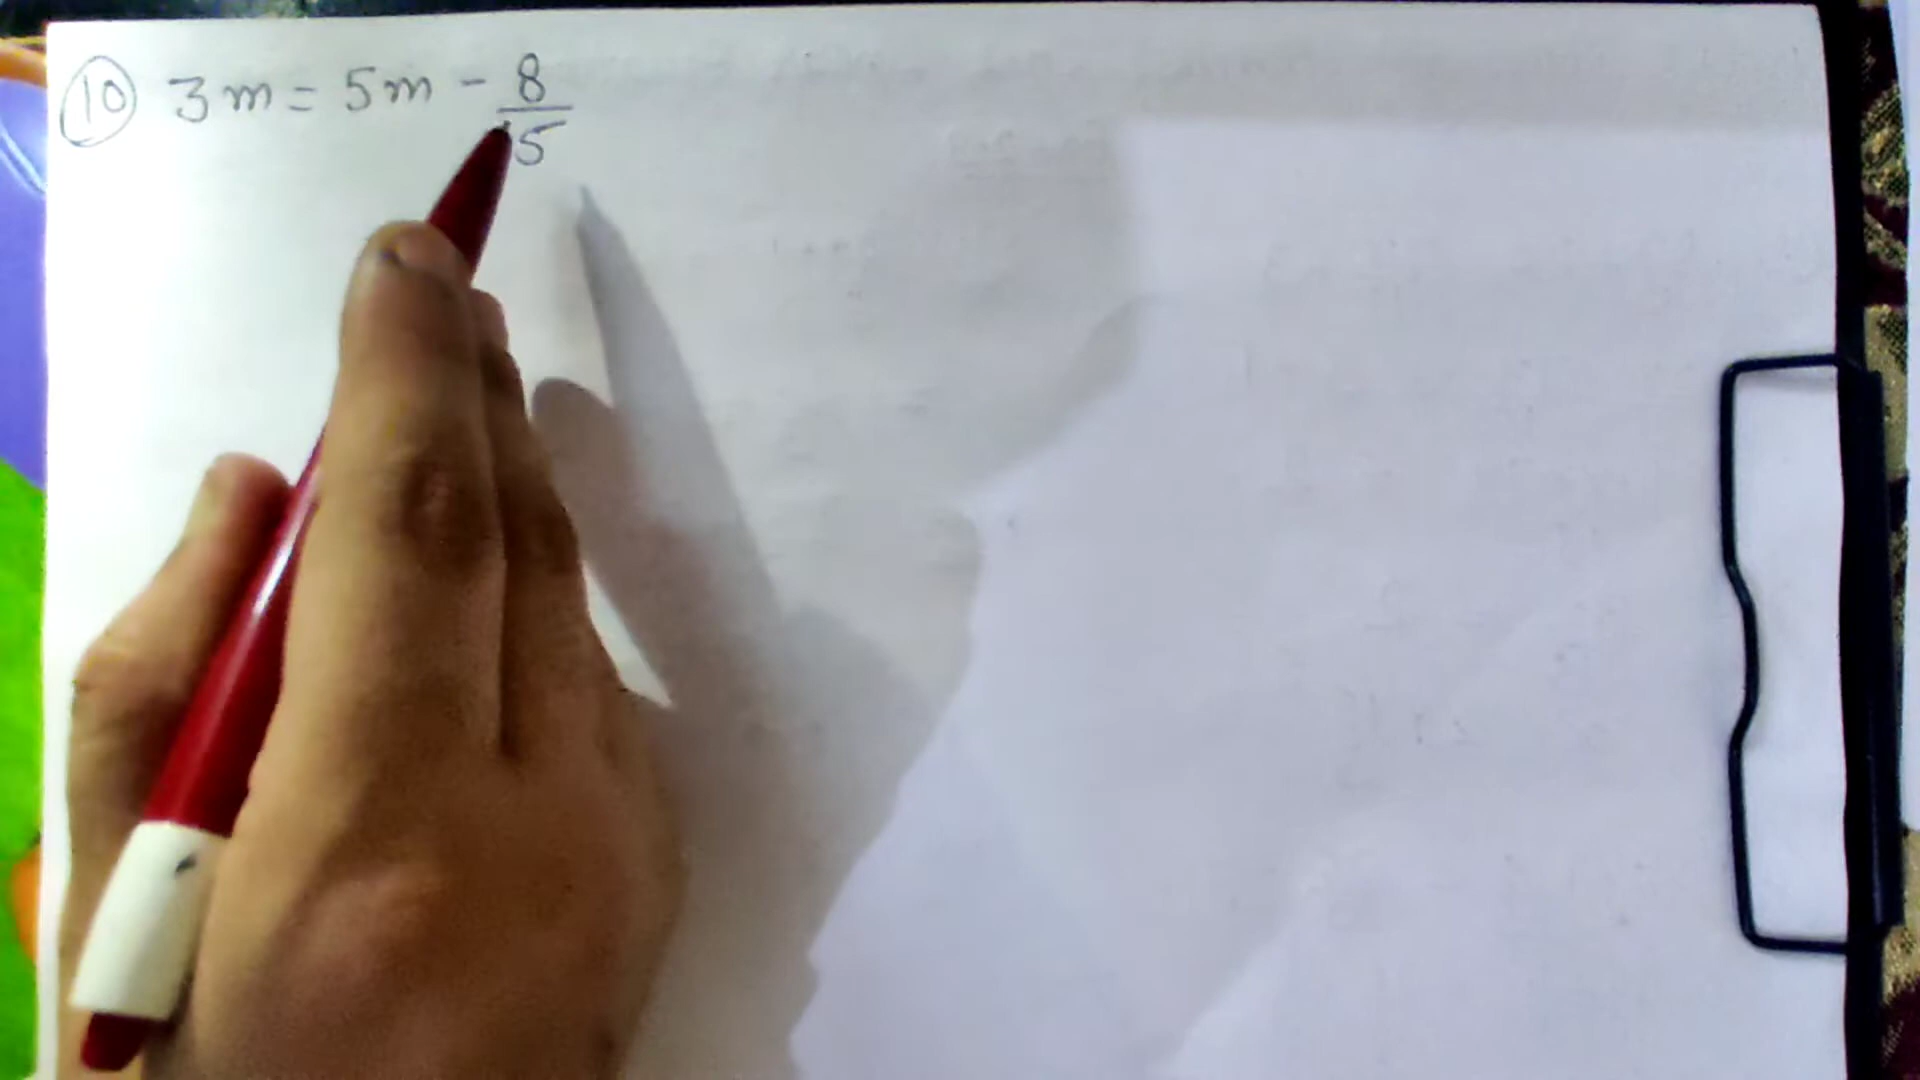 ⑩ 3m = 5m - 8/5